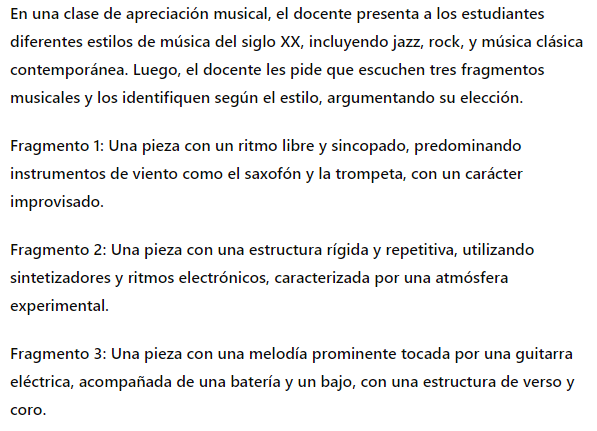 En una clase de apreciación musical, el docente presenta a los estudiantes
diferentes estilos de música del siglo XX, incluyendo jazz, rock, y música clásica
contemporánea. Luego, el docente les pide que escuchen tres fragmentos
musicales y los identifiquen según el estilo, argumentando su elección.
Fragmento 1: Una pieza con un ritmo libre y sincopado, predominando
instrumentos de viento como el saxofón y la trompeta, con un carácter
improvisado.
Fragmento 2: Una pieza con una estructura rígida y repetitiva, utilizando
sintetizadores y ritmos electrónicos, caracterizada por una atmósfera
experimental.
Fragmento 3: Una pieza con una melodía prominente tocada por una guitarra
eléctrica, acompañada de una batería y un bajo, con una estructura de verso y
coro.